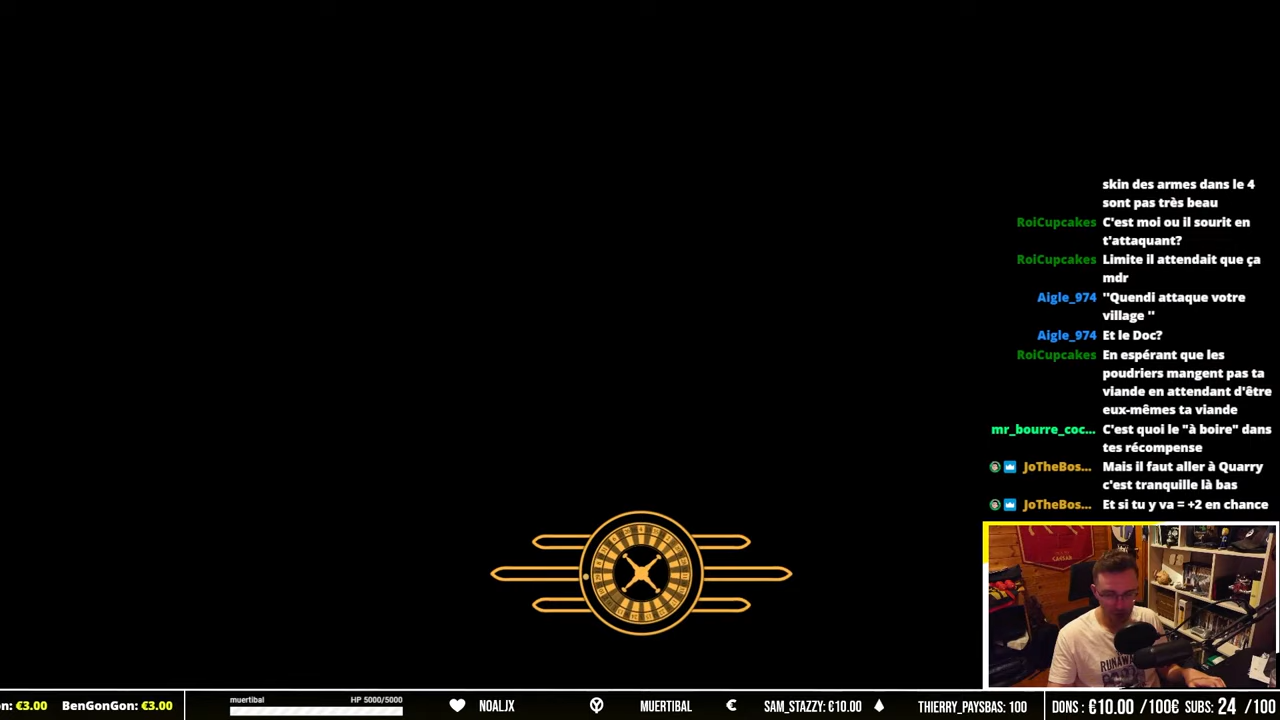 skin des armes dans le 4
sont pas très beau
RoiCupcakes C'est moi ou il sourit en
t'attaquant?
RoiCupcakes Limite il attendait que ça
mdr
Aigle_974 "Quendi attaque votre
village "
Aigle_974 Et le Doc?
RoiCupcakes En espérant que les
poudriers mangent pas ta
viande en attendant d'être
eux-mêmes ta viande
mr_bourre_coc... C'est quoi le "à boire" dans
tes récompense
JoTheBos... Mais il faut aller à Quarry
c'est tranquille là bas
JoTheBos... Et si tu y va = +2 en chance
CAESAR
RUNAWAY
n: €3.00 BenGonGon: €3.00
muertibal HP 5000/5000
NOALJX
MUERTIBAL
€ SAM_STAZZY: €10.00
THIERRY_PAYSBAS: 100
DONS : €10.00 /100€ SUBS: 24 /100